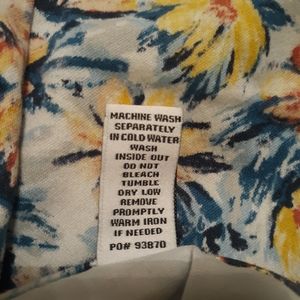 MACHINE WASH
SEPARATELY
IN COLD WATER
WASH
INSIDE OUT
DO NOT
BLEACH
TUMBLE
DRY LOW
REMOVE
PROMPTLY
WARM IRON
IF NEEDED
PO# 93870